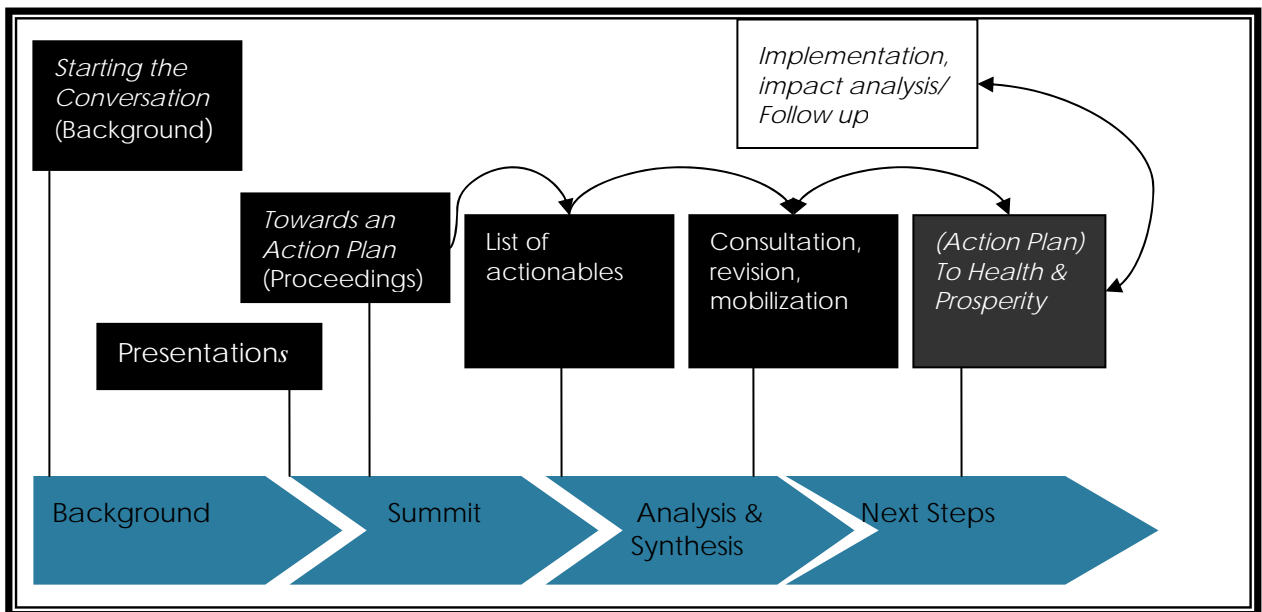 Starting the
Conversation
(Background)
Implementation,
impact analysis/
Follow up
Towards an
Action Plan
(Proceedings)
List of
actionables
Consultation,
revision,
mobilization
(Action Plan)
To Health &
Prosperity
Presentations
Background
Summit
Analysis &
Synthesis
Next Steps